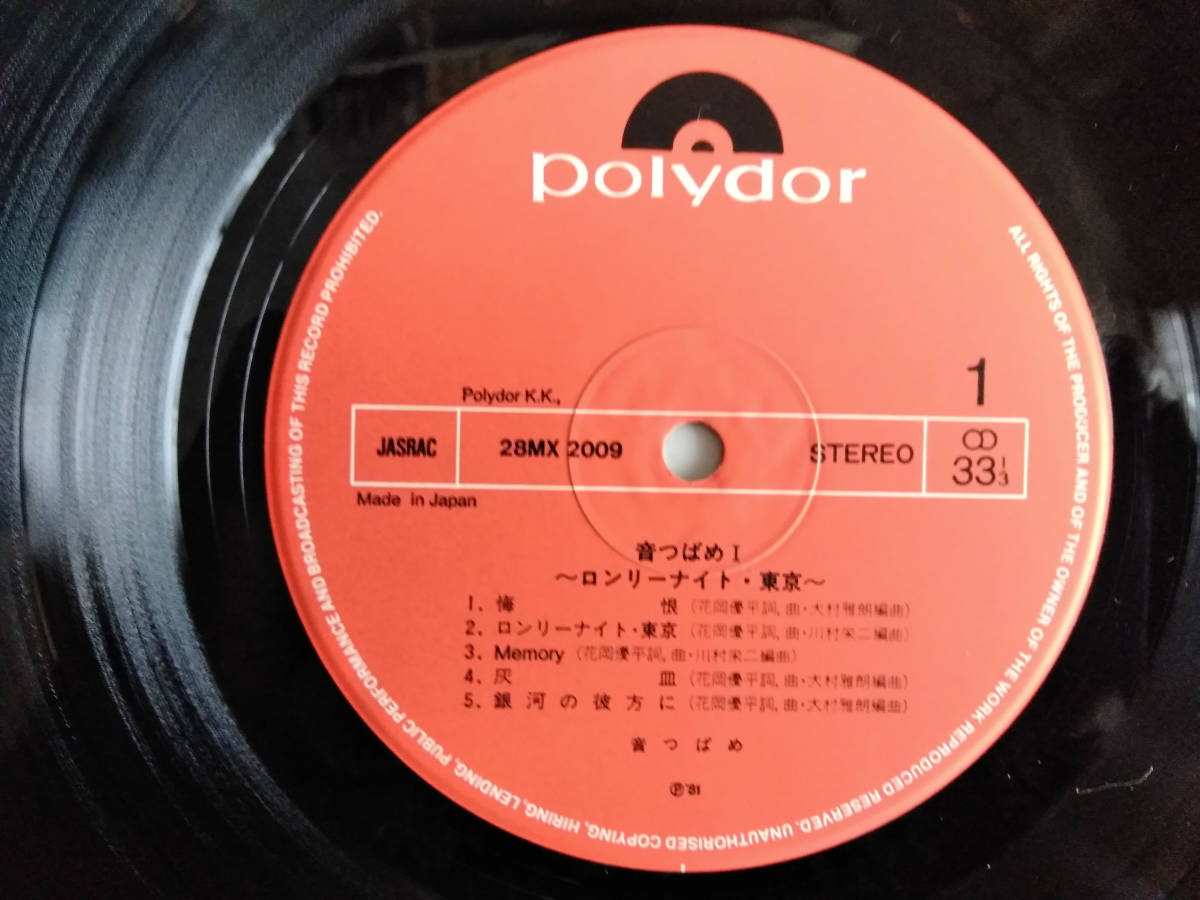 polydor
1
Polydor K.K.,
JASRAC 28MX 2009 STEREO 33 1/3
Made in Japan
音つばめ I
～ロンリーナイト・東京～
1、悔 恨 (花岡優平詞, 曲・大村雅朗編曲)
2、ロンリーナイト・東京 (花岡優平詞, 曲・川村栄二編曲)
3、Memory (花岡優平詞, 曲・川村栄二編曲)
4、灰 皿 (花岡優平詞, 曲・大村雅朗編曲)
5、銀河の彼方に (花岡優平詞, 曲・大村雅朗編曲)
音つばめ
Ⓟ '81
ALL RIGHTS OF THE PRODUCER AND OF THE OWNER OF THE WORK REPRODUCED RESERVED. UNAUTHORISED COPYING, HIRING, LENDING, PUBLIC PERFORMANCE AND BROADCASTING OF THIS RECORD PROHIBITED.